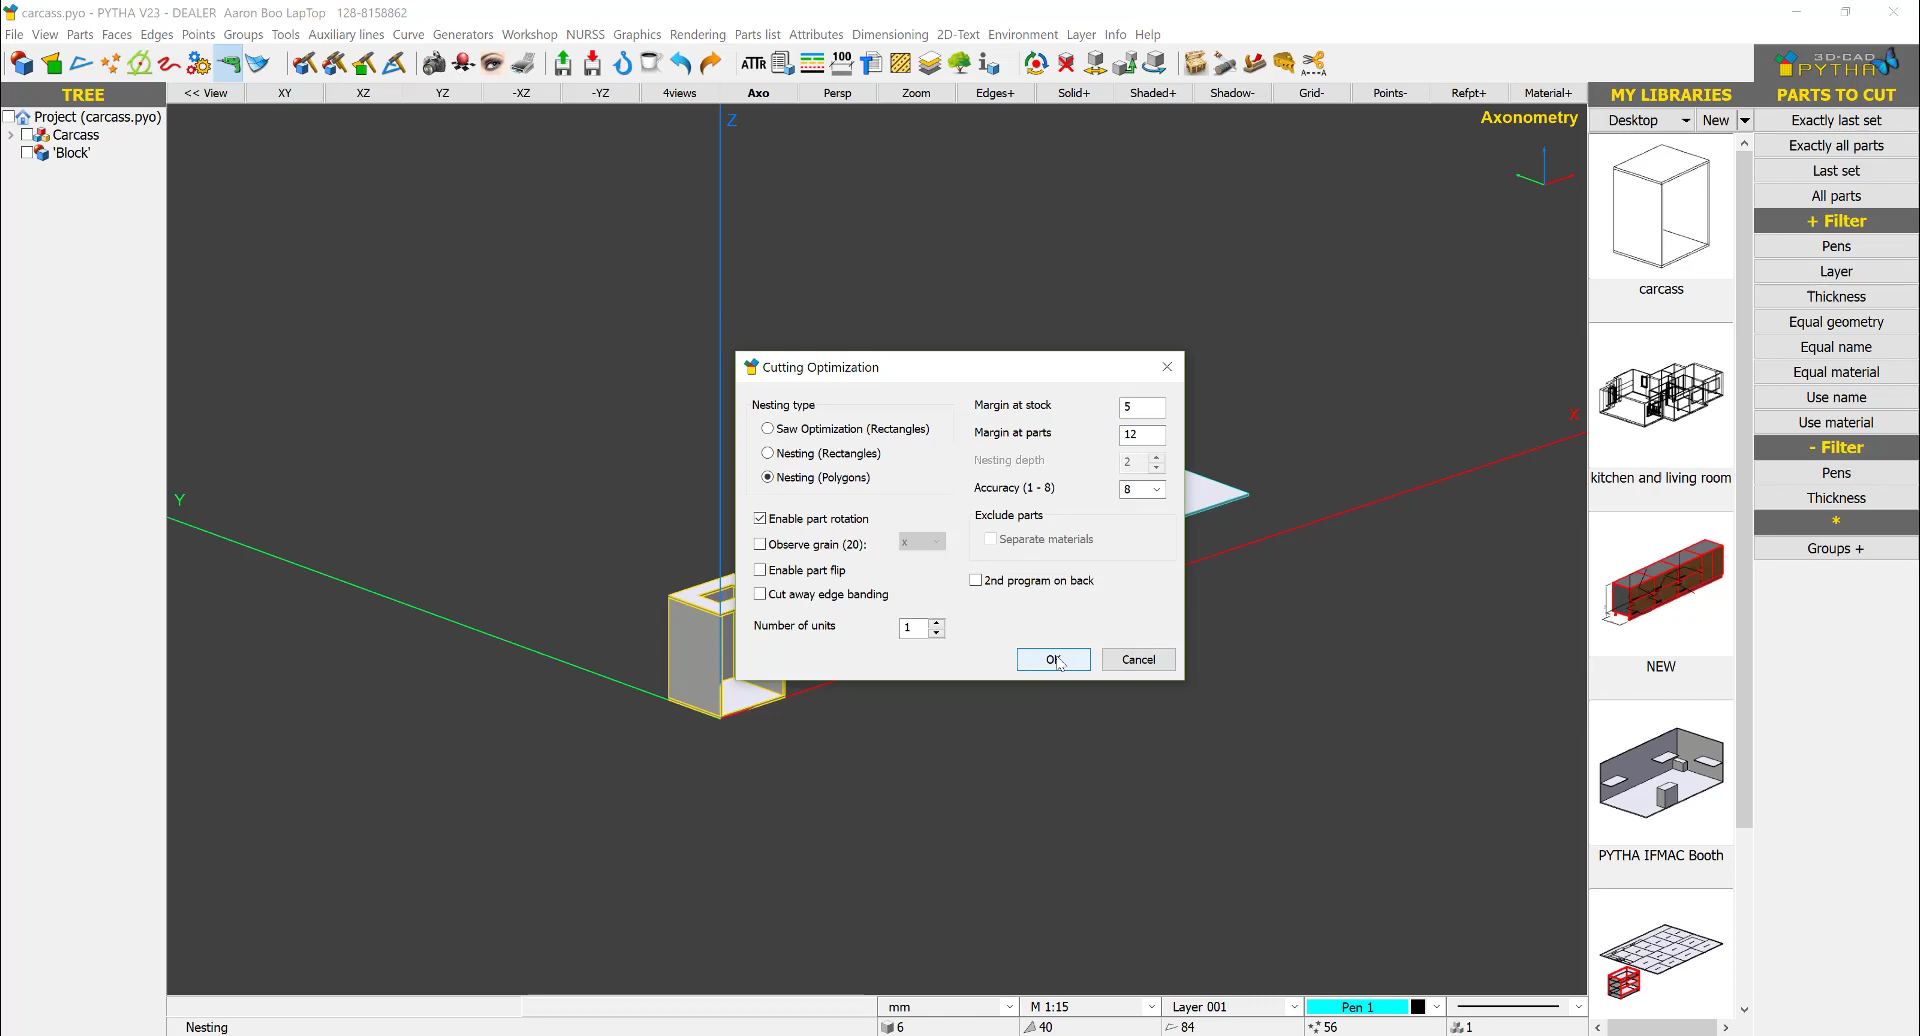 carcass.pyo - PYTHA V23 - DEALER Aaron Boo LapTop 128-8158862
File View Parts Faces Edges Points Groups Tools Auxiliary lines Curve Generators Workshop NURSS Graphics Rendering Parts list Attributes Dimensioning 2D-Text Environment Layer Info Help
ATTR 100 3D-CAD
PYTHA
TREE << View XY XZ YZ -XZ -YZ 4views Axo Persp Zoom Edges+ Solid+ Shaded+ Shadow- Grid- Points- Refpt+ Material+ MY LIBRARIES PARTS TO CUT
Project (carcass.pyo)
Carcass
'Block'
Z
Axonometry
Y
X
Cutting Optimization
Nesting type
Saw Optimization (Rectangles)
Nesting (Rectangles)
Nesting (Polygons)
Enable part rotation
Observe grain (20): x
Enable part flip
Cut away edge banding
Number of units 1
Margin at stock 5
Margin at parts 12
Nesting depth 2
Accuracy (1 - 8) 8
Exclude parts
Separate materials
2nd program on back
OK Cancel
Desktop New
carcass
kitchen and living room
NEW
PYTHA IFMAC Booth
Exactly last set
Exactly all parts
Last set
All parts
+ Filter
Pens
Layer
Thickness
Equal geometry
Equal name
Equal material
Use name
Use material
- Filter
Pens
Thickness
*
Groups +
mm M 1:15 Layer 001 Pen 1
Nesting 6 40 84 56 1